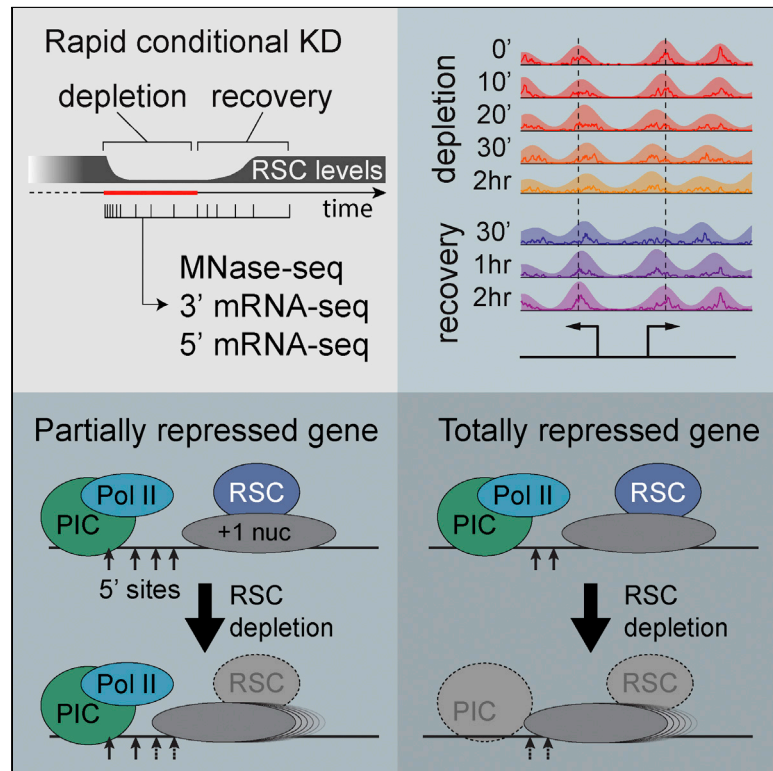 Rapid conditional KD
depletion recovery
RSC levels
time
MNase-seq
3' mRNA-seq
5' mRNA-seq
depletion
0'
10'
20'
30'
2hr
recovery
30'
1hr
2hr
Partially repressed gene
Pol II
PIC
RSC
+1 nuc
5' sites
RSC
depletion
Pol II
PIC
RSC
Totally repressed gene
Pol II
PIC
RSC
RSC
depletion
PIC
RSC